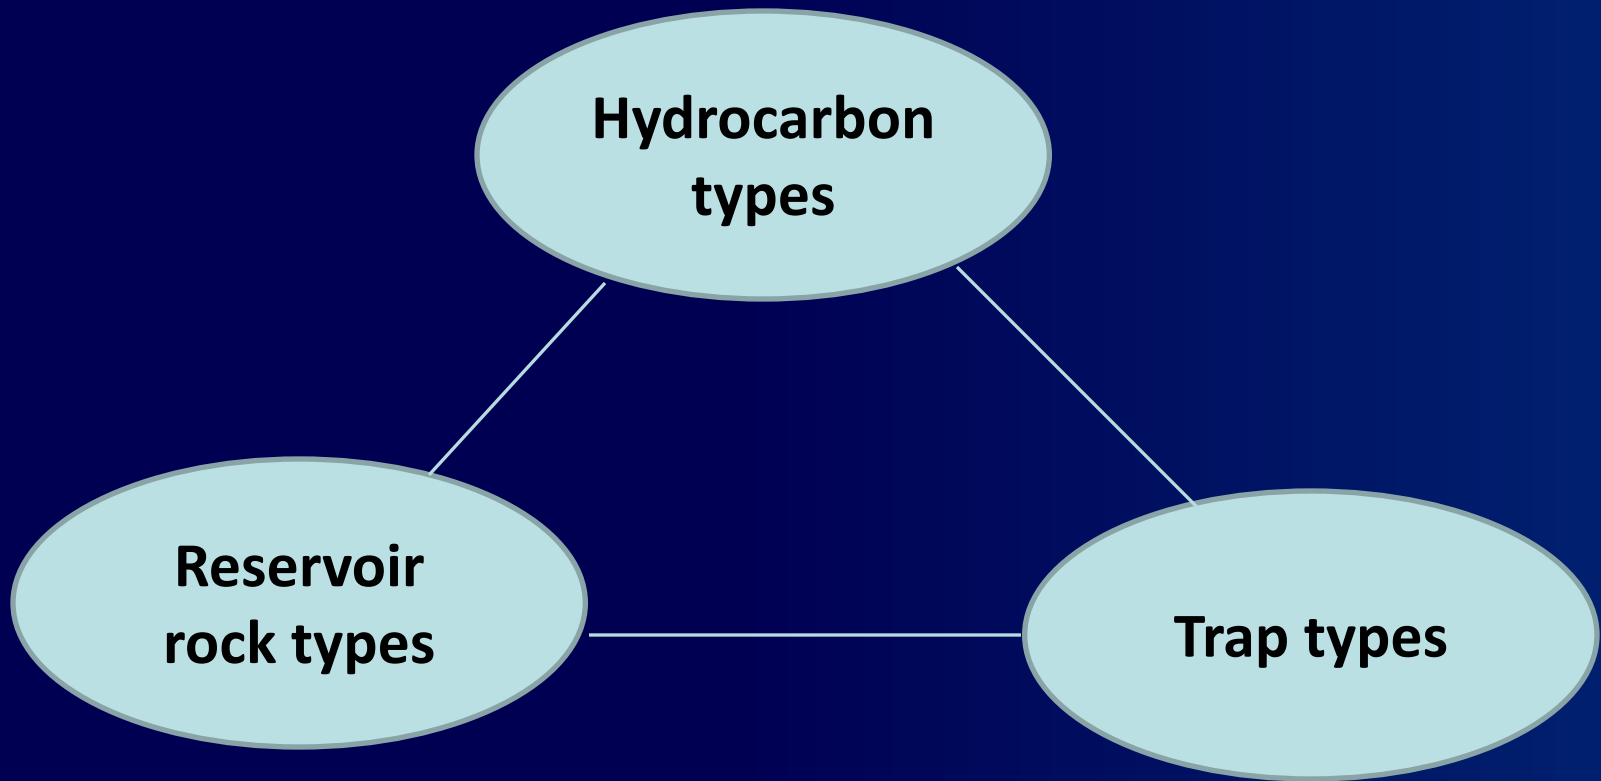 Hydrocarbon
types
Reservoir
rock types
Trap types